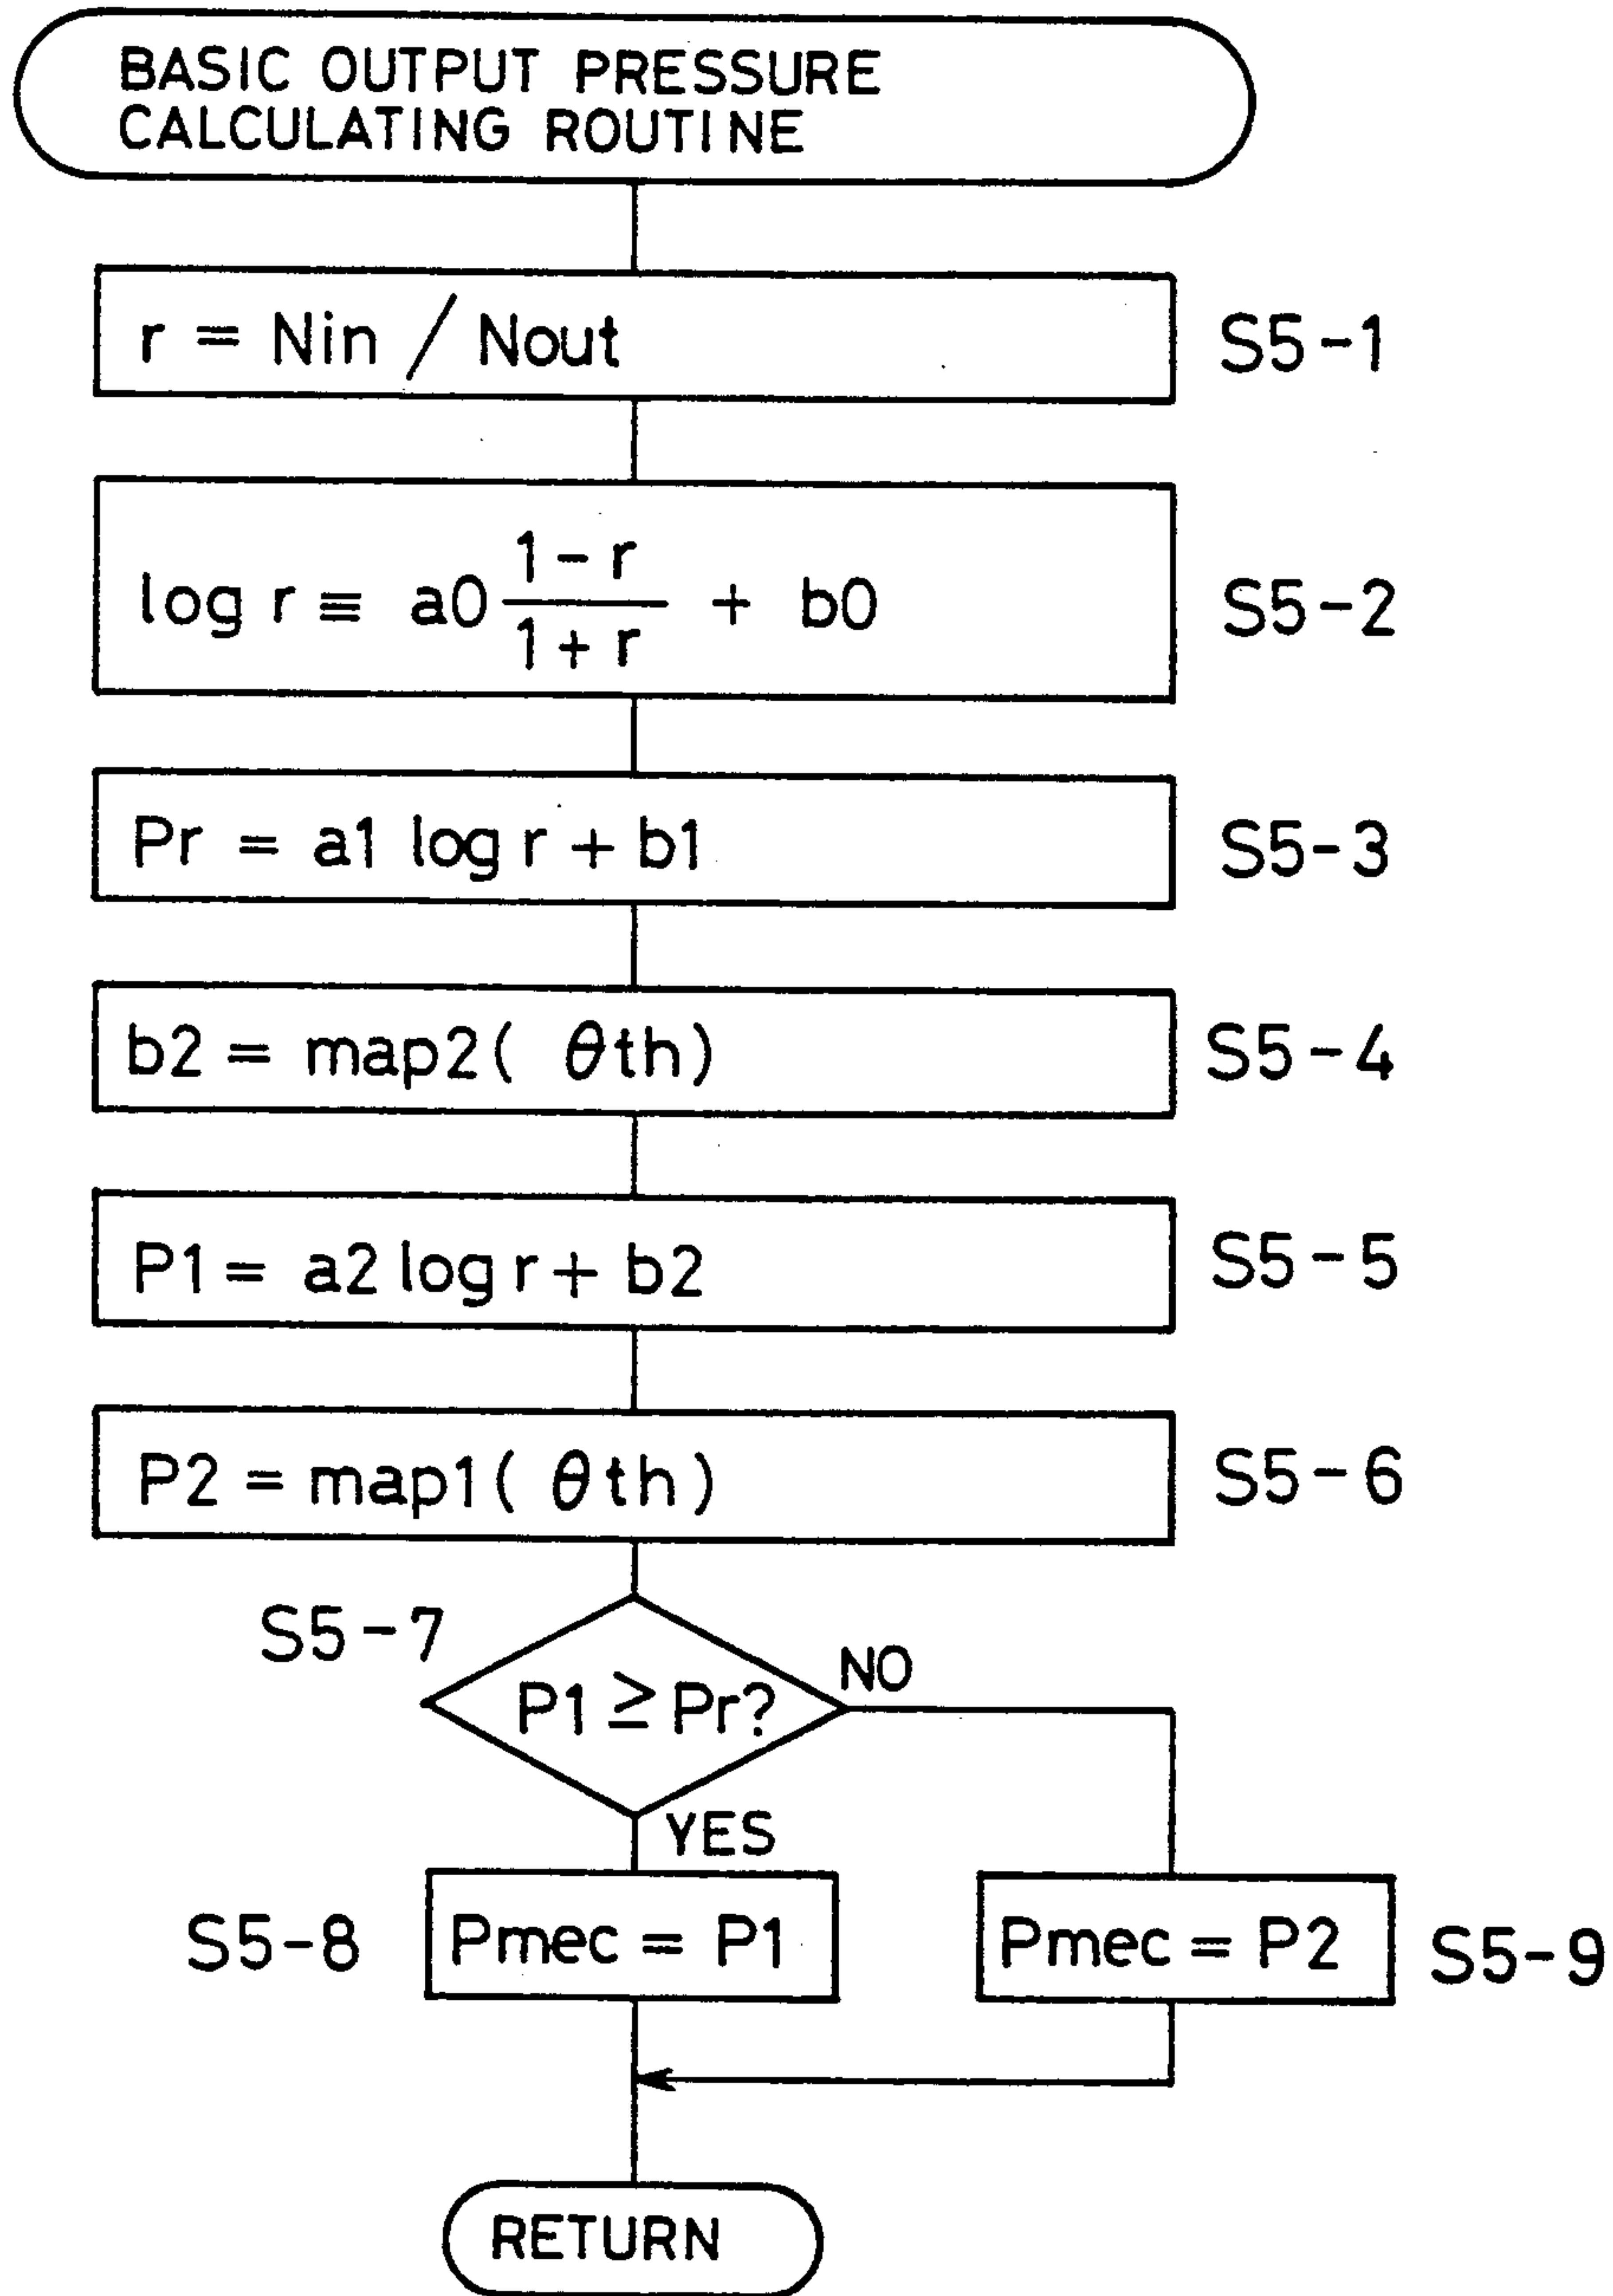 BASIC OUTPUT PRESSURE
CALCULATING ROUTINE
r = Nin / Nout
S5-1
log r ≡ a0 (1-r)/(1+r) + b0
S5-2
Pr = a1 log r + b1
S5-3
b2 = map2( θth)
S5-4
P1 = a2 log r + b2
S5-5
P2 = map1( θth)
S5-6
S5-7
P1 ≥ Pr?
NO
YES
S5-8
Pmec = P1
Pmec = P2
S5-9
RETURN